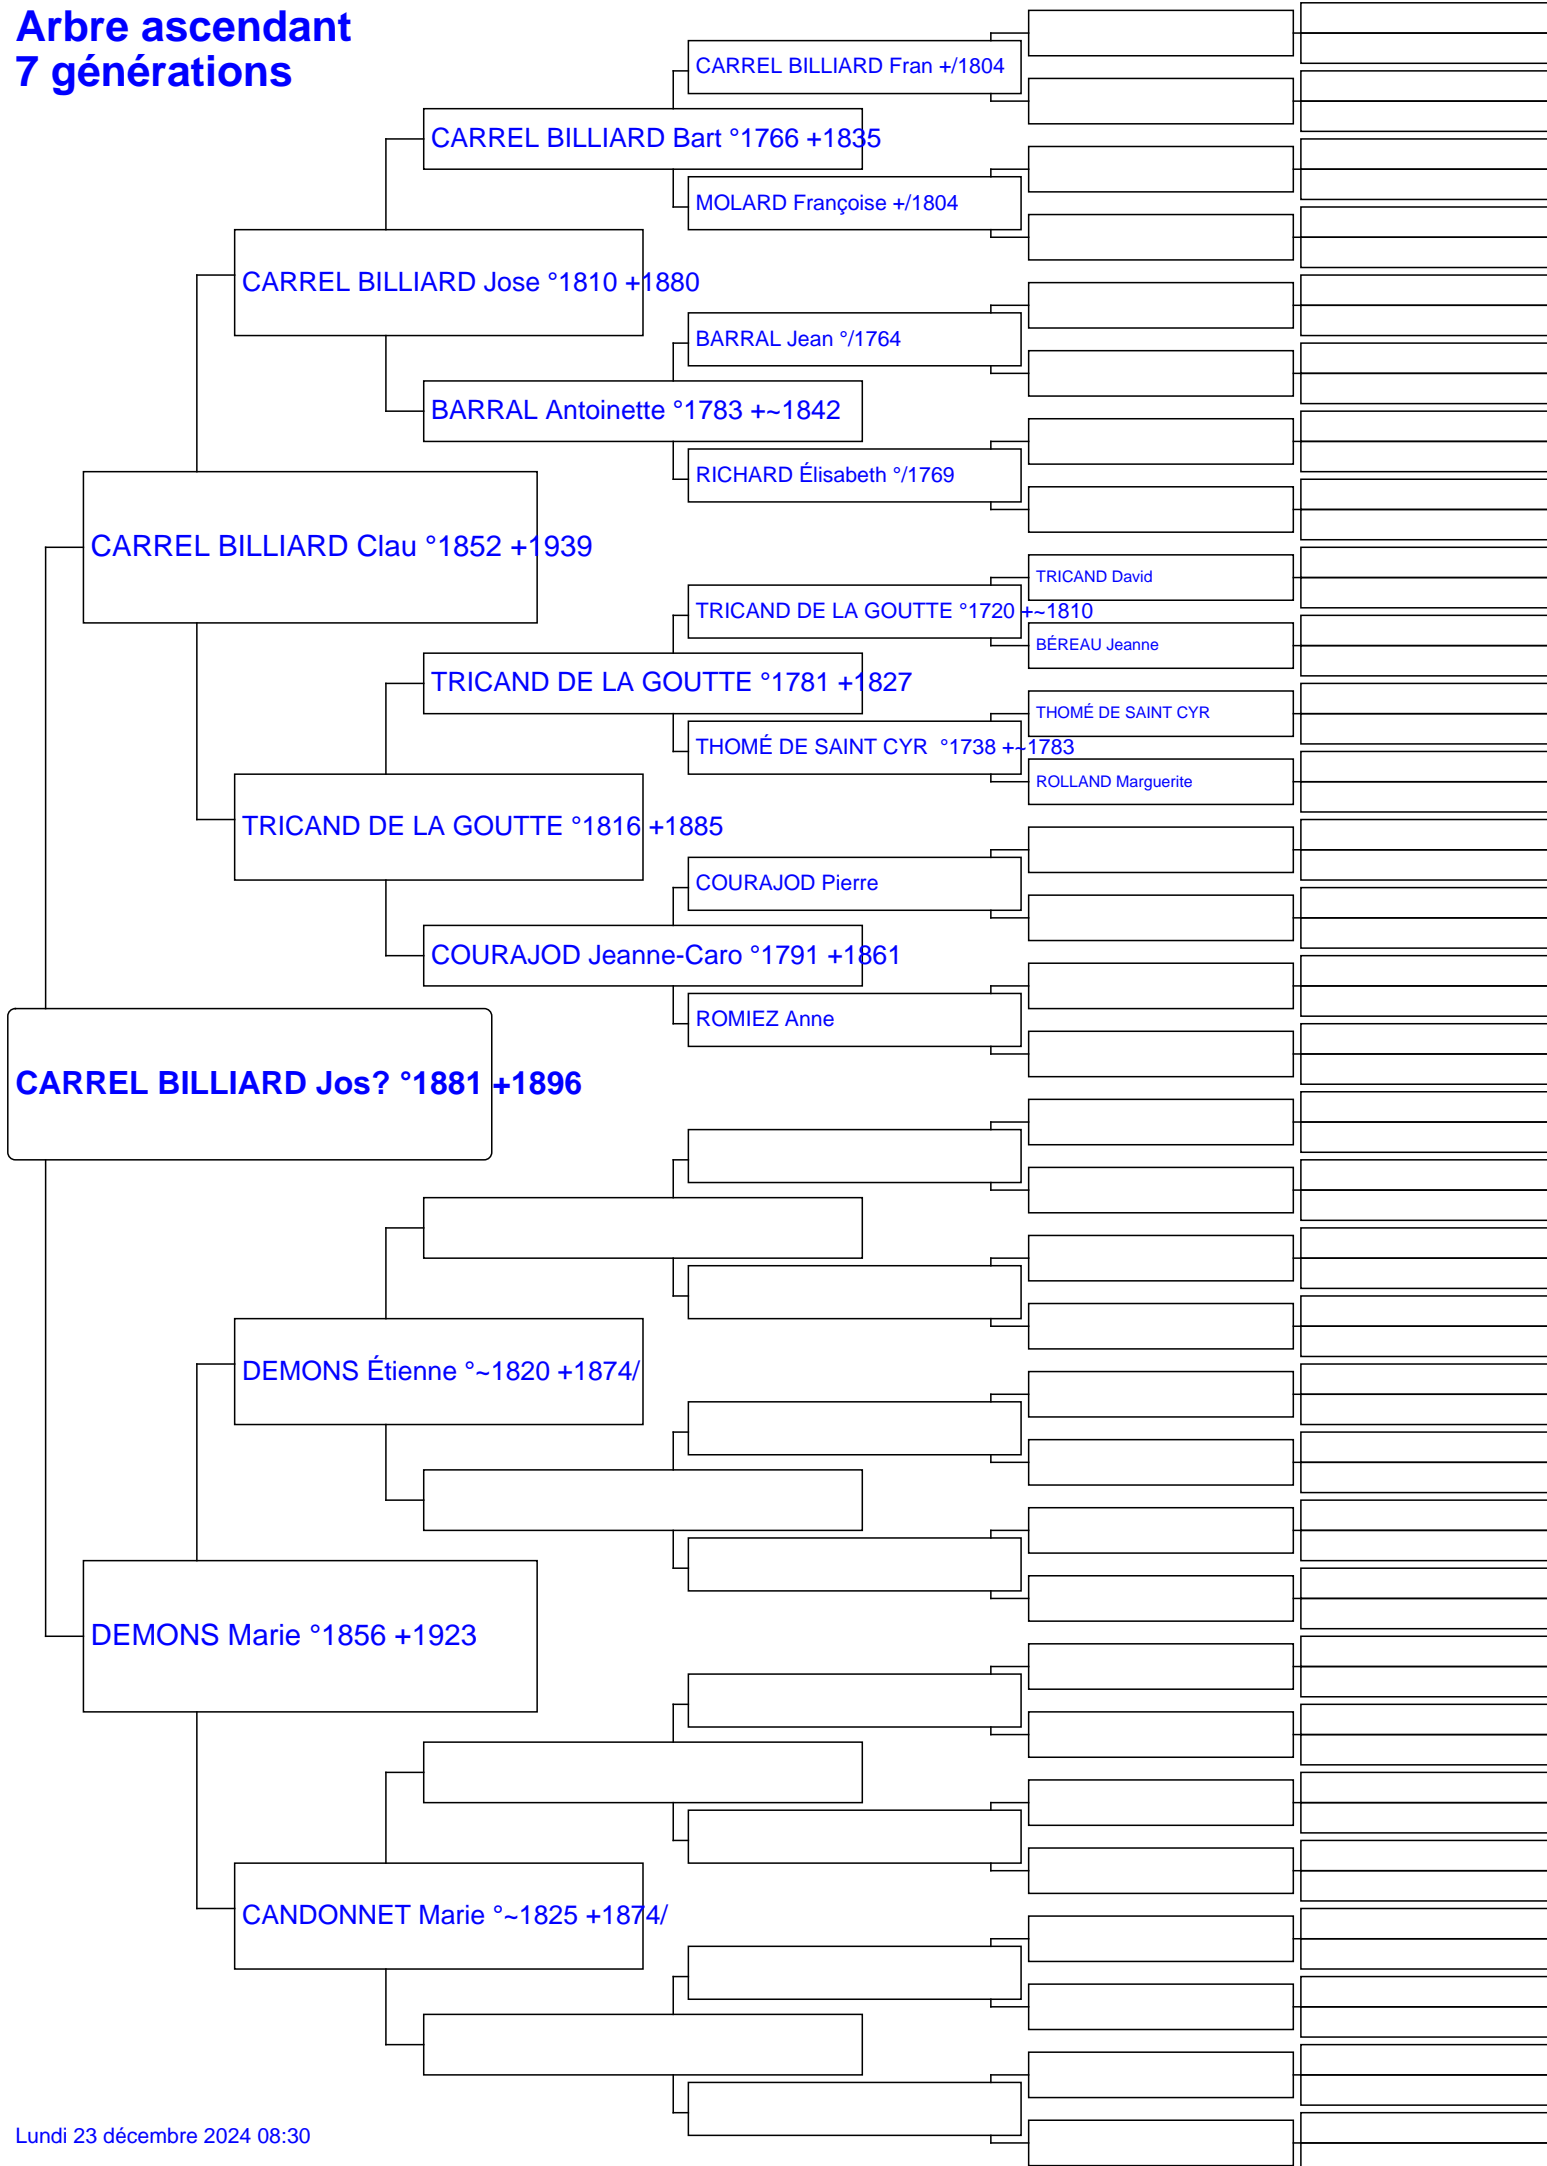 Arbre ascendant
7 générations
CARREL BILLIARD Fran +/1804
CARREL BILLIARD Bart °1766 +1835
MOLARD Françoise +/1804
CARREL BILLIARD Jose °1810 +1880
BARRAL Jean °/1764
BARRAL Antoinette °1783 +~1842
RICHARD Élisabeth °/1769
CARREL BILLIARD Clau °1852 +1939
TRICAND David
TRICAND DE LA GOUTTE °1720 +~1810
BÉREAU Jeanne
TRICAND DE LA GOUTTE °1781 +1827
THOMÉ DE SAINT CYR
THOMÉ DE SAINT CYR  °1738 +~1783
ROLLAND Marguerite
TRICAND DE LA GOUTTE °1816 +1885
COURAJOD Pierre
COURAJOD Jeanne-Caro °1791 +1861
ROMIEZ Anne
CARREL BILLIARD Jos? °1881 +1896
DEMONS Étienne °~1820 +1874/
DEMONS Marie °1856 +1923
CANDONNET Marie °~1825 +1874/
Lundi 23 décembre 2024 08:30